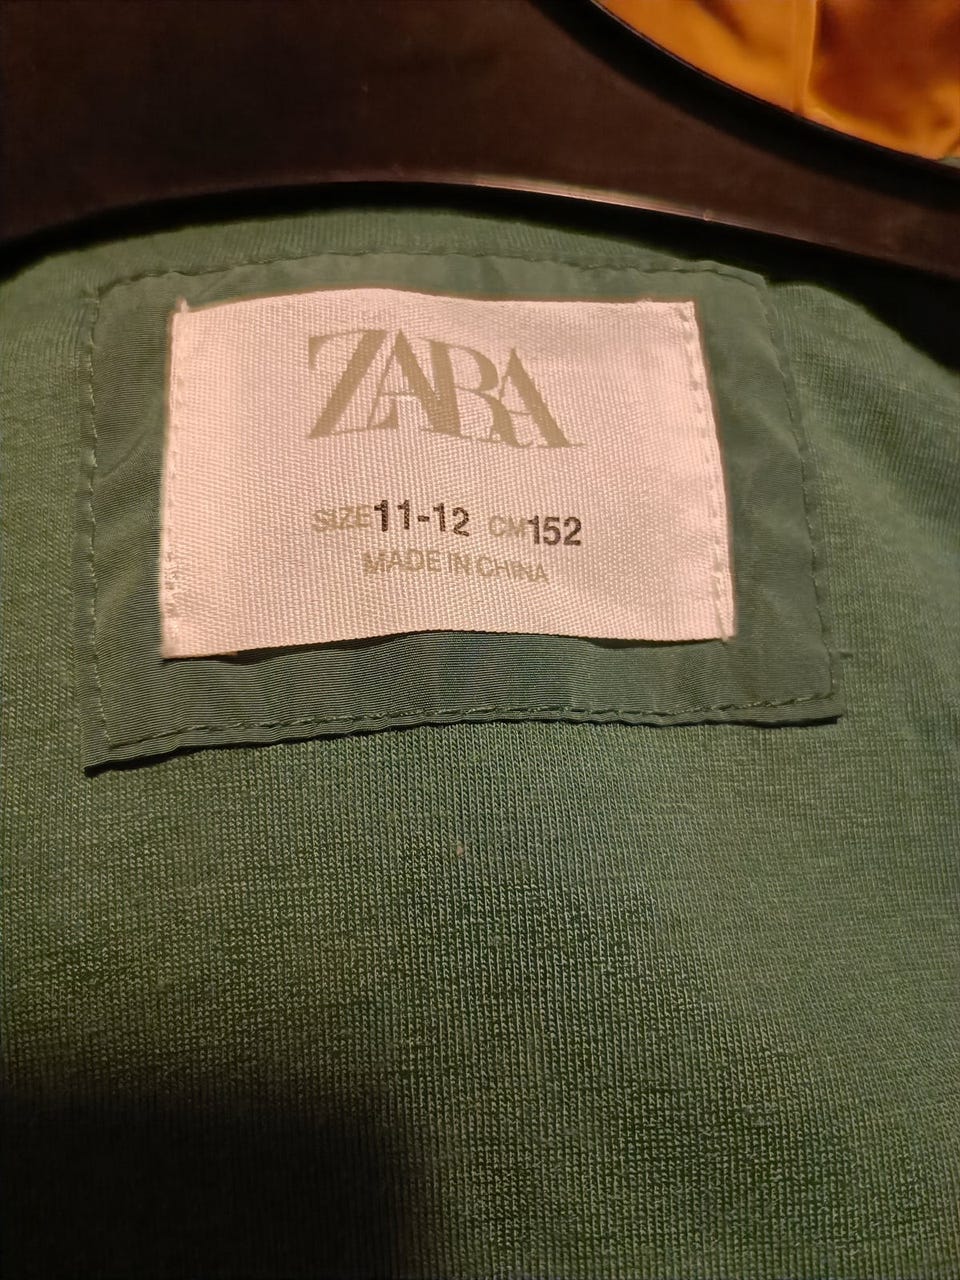 ZARA
SIZE 11-12 CM 152
MADE IN CHINA